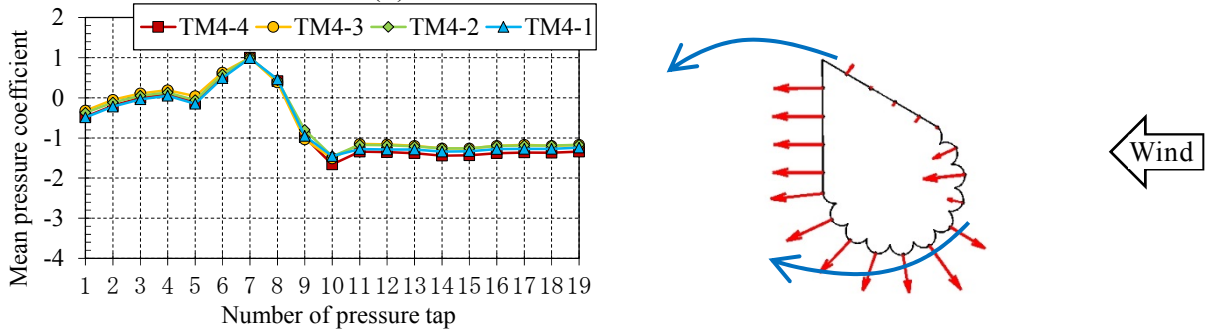 TM4-4 TM4-3 TM4-2 TM4-1
Mean pressure coefficient
2
1
0
-1
-2
-3
-4
1 2 3 4 5 6 7 8 9 10 11 12 13 14 15 16 17 18 19
Number of pressure tap
Wind